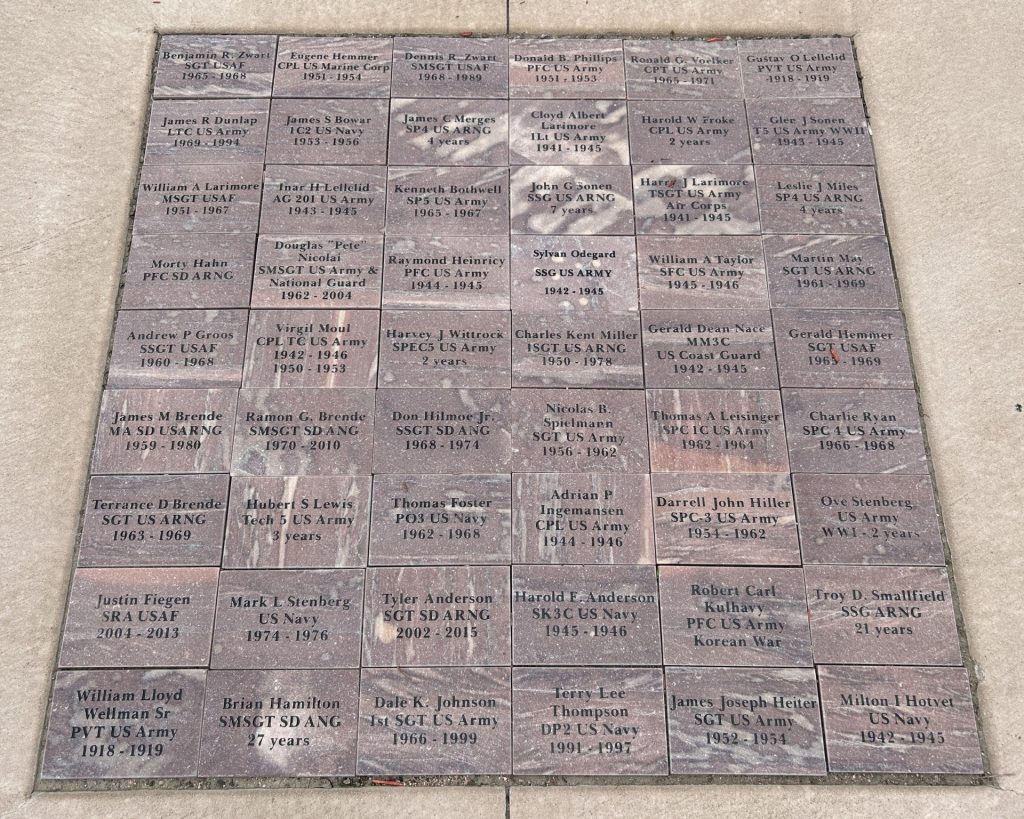 Benjamin R. Zwart
SGT USAF
1965 - 1968
Eugene Hemmer
CPL US Marine Corp
1951 - 1954
Dennis R. Zwart
SMSGT USAF
1968 - 1989
Donald B. Phillips
PFC US Army
1951 - 1953
Ronald G. Voelker
CPT US Army
1965 - 1971
Gustav O Lellelid
PVT US Army
1918 - 1919
James R Dunlap
LTC US Army
1969 - 1994
James S Bowar
1C2 US Navy
1953 - 1956
James C Merges
SP4 US ARNG
4 years
Cloyd Albert
Larimore
1Lt US Army
1941 - 1945
Harold W Froke
CPL US Army
2 years
Glen J Sonen
T5 US Army WWII
1943 - 1945
William A Larimore
MSGT USAF
1951 - 1967
Inar H Lellelid
AG 201 US Army
1943 - 1945
Kenneth Bothwell
SP5 US Army
1965 - 1967
John G Sonen
SSG US ARNG
7 years
Harry J Larimore
TSGT US Army
Air Corps
1941 - 1945
Leslie J Miles
SP4 US ARNG
4 years
Morty Hahn
PFC SD ARNG
Douglas "Pete"
Nicolai
SMSGT US Army &
National Guard
1962 - 2004
Raymond Heinricy
PFC US Army
1944 - 1945
Sylvan Odegard
SSG US ARMY
1942 - 1945
William A Taylor
SFC US Army
1945 - 1946
Martin May
SGT US ARNG
1961 - 1969
Andrew P Groos
SSGT USAF
1960 - 1968
Virgil Moul
CPL TC US Army
1942 - 1946
1950 - 1953
Harvey J Wittrock
SPEC5 US Army
2 years
Charles Kent Miller
1SGT US ARNG
1950 - 1978
Gerald Dean Nace
MM3C
US Coast Guard
1942 - 1945
Gerald Hemmer
SGT USAF
1965 - 1969
James M Brende
MA SD USARNG
1959 - 1980
Ramon G. Brende
SMSGT SD ANG
1970 - 2010
Don Hilmoe Jr.
SSGT SD ANG
1968 - 1974
Nicolas B.
Spielmann
SGT US Army
1956 - 1962
Thomas A Leisinger
SPC 1C US Army
1962 - 1964
Charlie Ryan
SPC 4 US Army
1966 - 1968
Terrance D Brende
SGT US ARNG
1963 - 1969
Hubert S Lewis
Tech 5 US Army
3 years
Thomas Foster
PO3 US Navy
1962 - 1968
Adrian P
Ingemansen
CPL US Army
1944 - 1946
Darrell John Hiller
SPC-3 US Army
1954 - 1962
Ove Stenberg
US Army
WW1 - 2 years
Justin Fiegen
SRA USAF
2004 - 2013
Mark L Stenberg
US Navy
1974 - 1976
Tyler Anderson
SGT SD ARNG
2002 - 2015
Harold F. Anderson
SK3C US Navy
1945 - 1946
Robert Carl
Kulhavy
PFC US Army
Korean War
Troy D. Smallfield
SSG ARNG
21 years
William Lloyd
Wellman Sr
PVT US Army
1918 - 1919
Brian Hamilton
SMSGT SD ANG
27 years
Dale K. Johnson
1st SGT US Army
1966 - 1999
Terry Lee
Thompson
DP2 US Navy
1991 - 1997
James Joseph Heiter
SGT US Army
1952 - 1954
Milton I Hotvet
US Navy
1942 - 1945